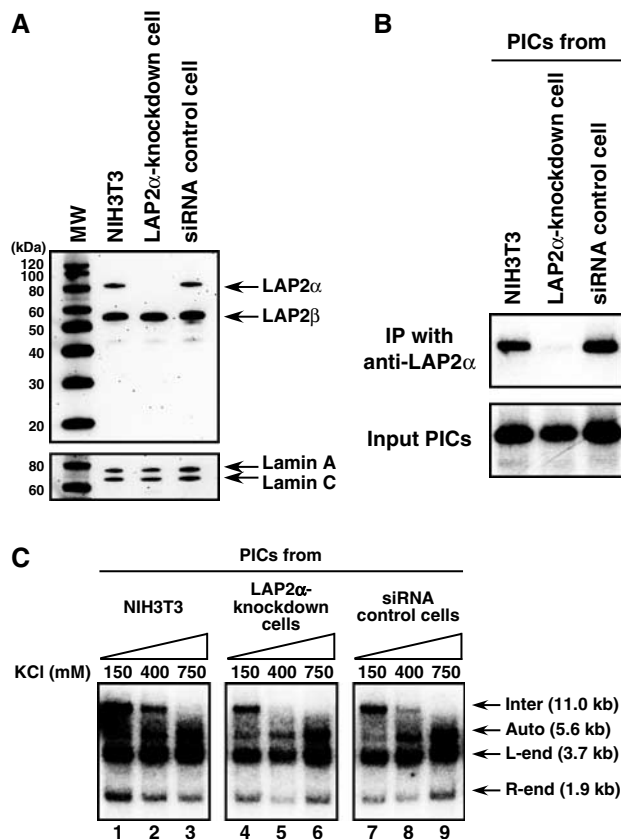 A
MW
NIH3T3
LAP2α-knockdown cell
siRNA control cell
(kDa)
120
100
80
60
50
40
30
20
LAP2α
LAP2β
80
60
Lamin A
Lamin C
B
PICs from
NIH3T3
LAP2α-knockdown cell
siRNA control cell
IP with
anti-LAP2α
Input PICs
C
PICs from
NIH3T3
LAP2α-
knockdown
cells
siRNA
control cells
KCl (mM) 150 400 750 150 400 750 150 400 750
Inter (11.0 kb)
Auto (5.6 kb)
L-end (3.7 kb)
R-end (1.9 kb)
1 2 3 4 5 6 7 8 9